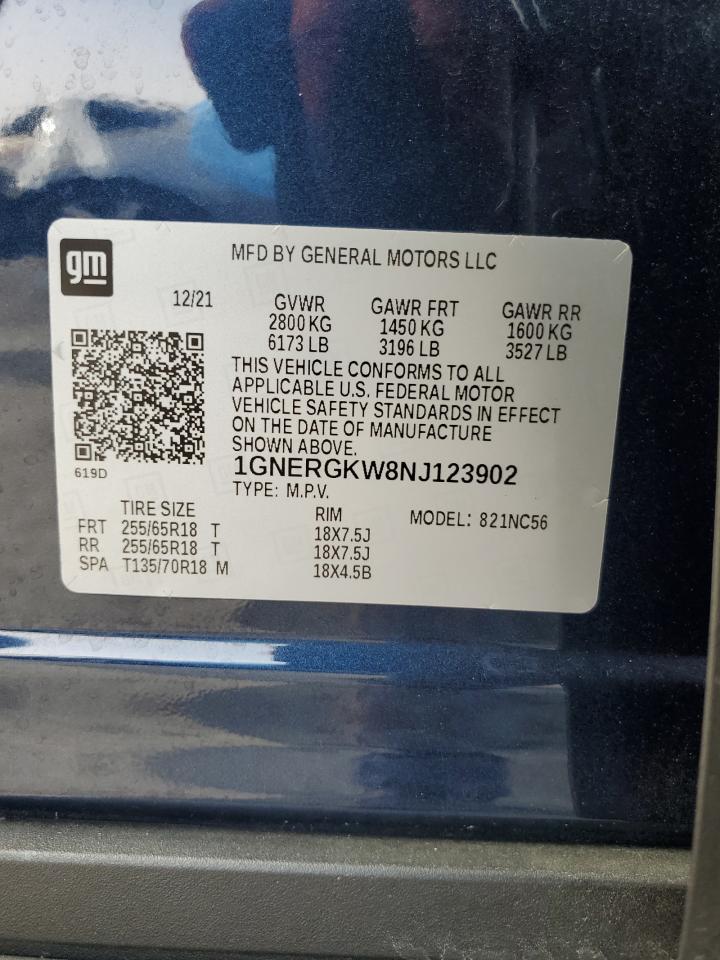 gm
MFD BY GENERAL MOTORS LLC
12/21
GVWR GAWR FRT GAWR RR
2800 KG 1450 KG 1600 KG
6173 LB 3196 LB 3527 LB
THIS VEHICLE CONFORMS TO ALL
APPLICABLE U.S. FEDERAL MOTOR
VEHICLE SAFETY STANDARDS IN EFFECT
ON THE DATE OF MANUFACTURE
SHOWN ABOVE.
619D
1GNERGKW8NJ123902
TYPE: M.P.V.
TIRE SIZE RIM MODEL: 821NC56
FRT 255/65R18 T 18X7.5J
RR 255/65R18 T 18X7.5J
SPA T135/70R18 M 18X4.5B